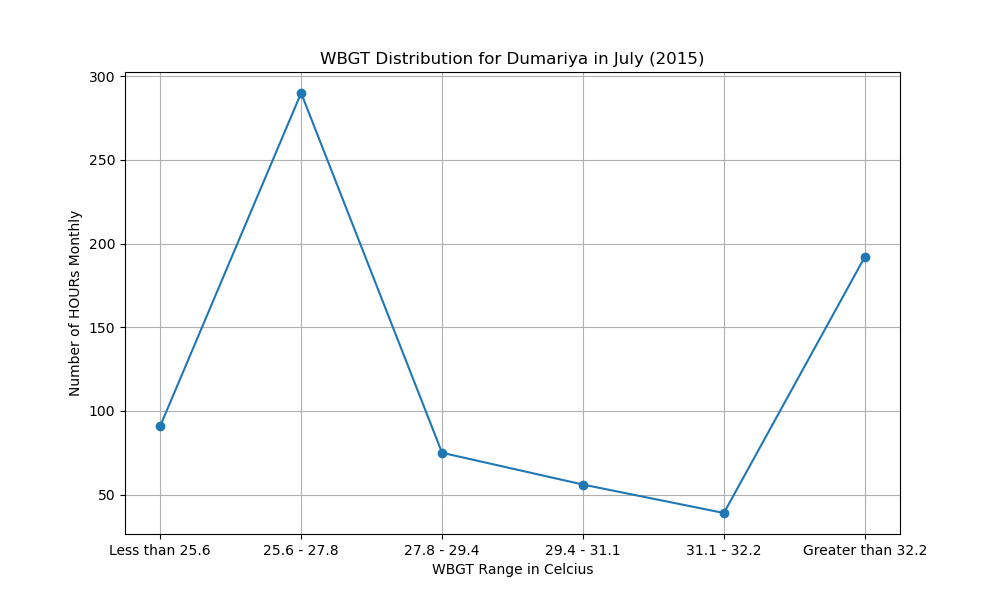 WBGT Distribution for Dumariya in July (2015)
Number of HOURs Monthly
300
250
200
150
100
50
Less than 25.6
25.6 - 27.8
27.8 - 29.4
29.4 - 31.1
31.1 - 32.2
Greater than 32.2
WBGT Range in Celcius